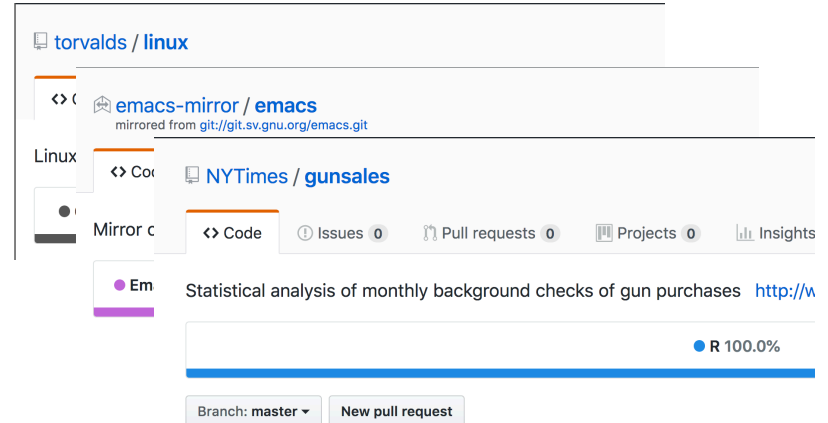 torvalds / linux
<> C
Linux
emacs-mirror / emacs
mirrored from git://git.sv.gnu.org/emacs.git
<> Co
Mirror
Em
NYTimes / gunsales
<> Code Issues 0 Pull requests 0 Projects 0 Insights
Statistical analysis of monthly background checks of gun purchases http://w
R 100.0%
Branch: master
New pull request